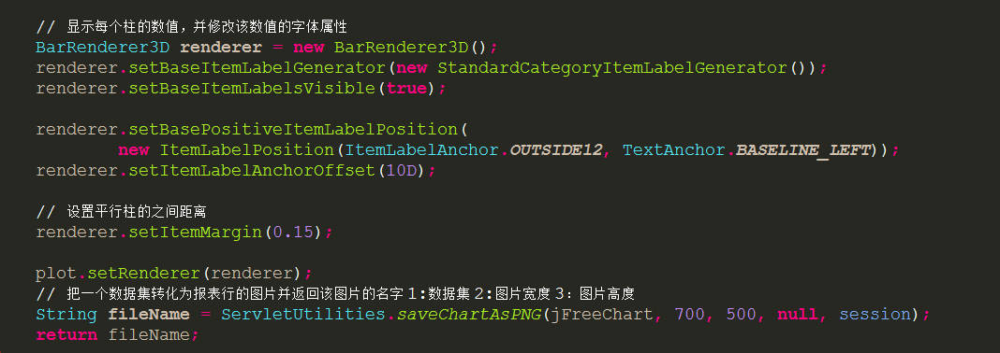 // 显示每个柱的数值，并修改该数值的字体属性
BarRenderer3D renderer = new BarRenderer3D();
renderer.setBaseItemLabelGenerator(new StandardCategoryItemLabelGenerator());
renderer.setBaseItemLabelsVisible(true);
renderer.setBasePositiveItemLabelPosition(
new ItemLabelPosition(ItemLabelAnchor.OUTSIDE12, TextAnchor.BASELINE_LEFT));
renderer.setItemLabelAnchorOffset(10D);
// 设置平行柱的之间距离
renderer.setItemMargin(0.15);
plot.setRenderer(renderer);
// 把一个数据集转化为报表行的图片并返回该图片的名字 1:数据集 2:图片宽度 3：图片高度
String fileName = ServletUtilities.saveChartAsPNG(jFreeChart, 700, 500, null, session);
return fileName;